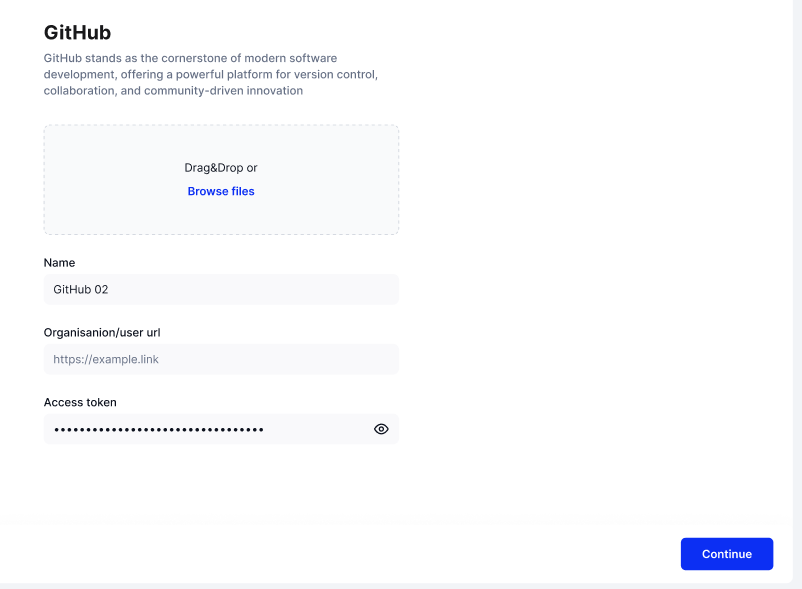 GitHub
GitHub stands as the cornerstone of modern software
development, offering a powerful platform for version control,
collaboration, and community-driven innovation
Drag&Drop or
Browse files
Name
GitHub 02
Organisanion/user url
https://example.link
Access token
•••••••••••••••••••••••••••••••••
Continue